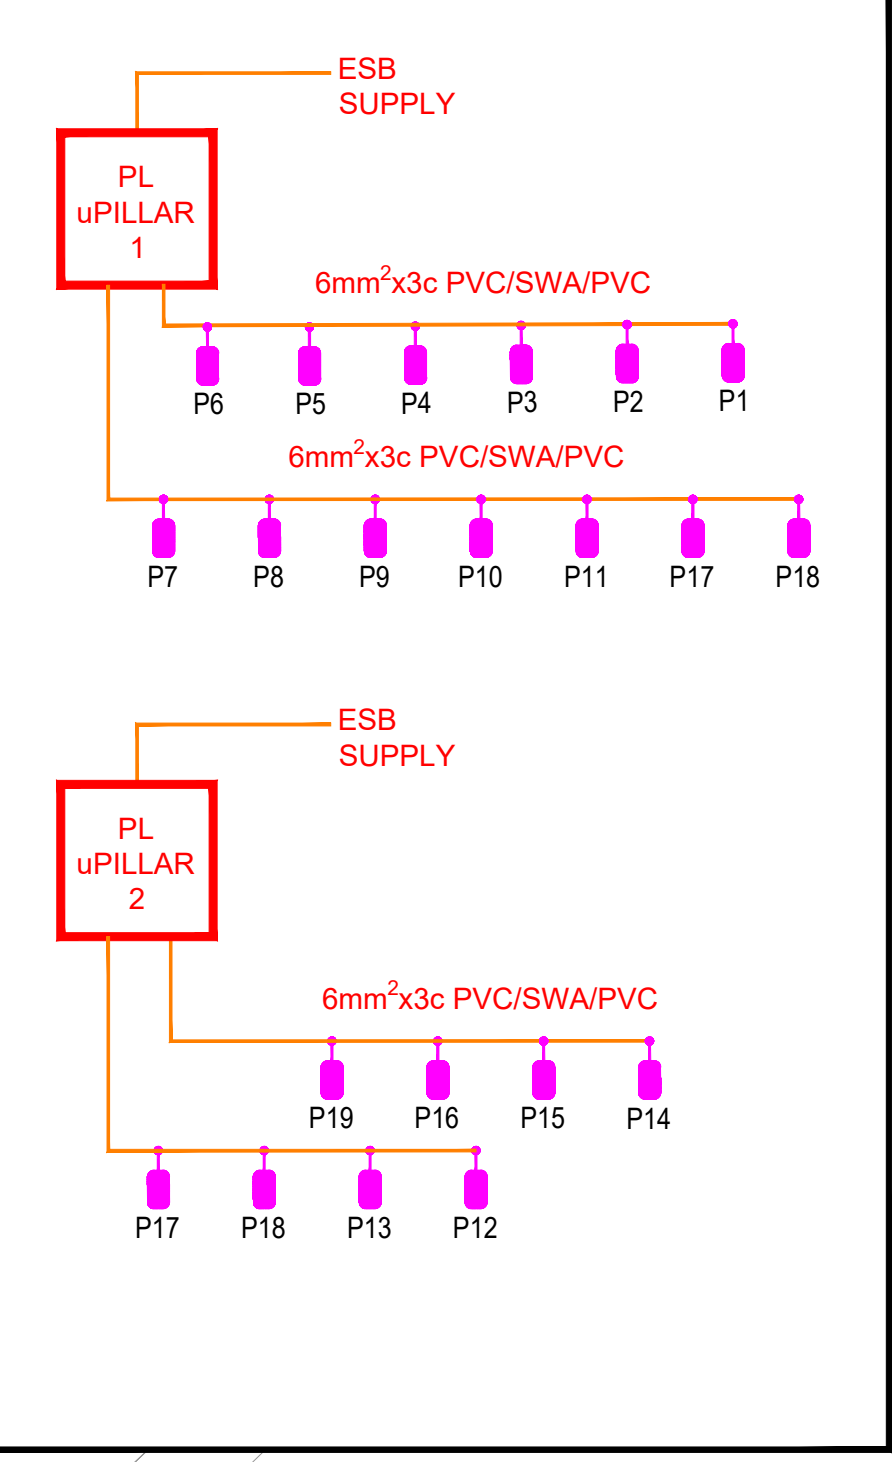 ESB
SUPPLY
PL
uPILLAR
1
6mm²x3c PVC/SWA/PVC
P6 P5 P4 P3 P2 P1
6mm²x3c PVC/SWA/PVC
P7 P8 P9 P10 P11 P17 P18
ESB
SUPPLY
PL
uPILLAR
2
6mm²x3c PVC/SWA/PVC
P19 P16 P15 P14
P17 P18 P13 P12